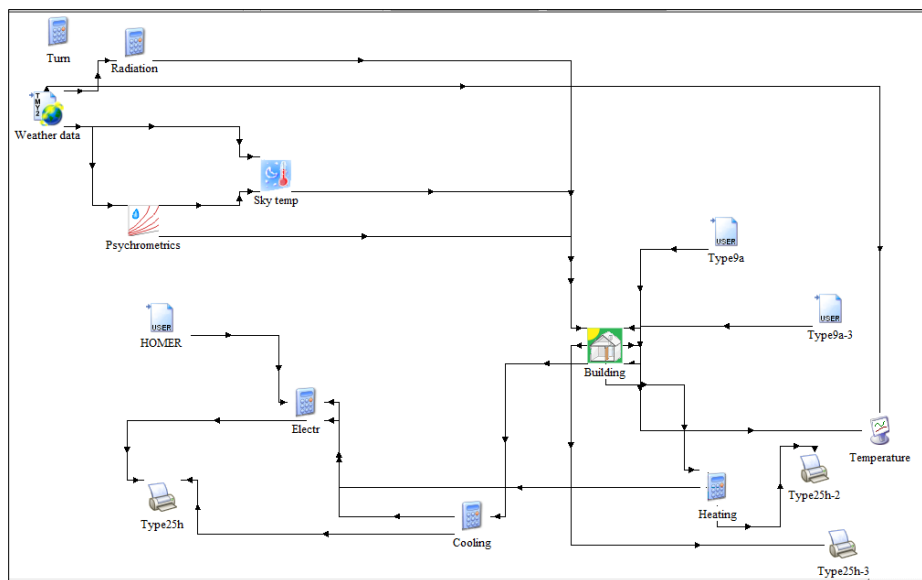 Turn
Radiation
TMY2
Weather data
Sky temp
Psychrometrics
USER
Type9a
USER
Type9a-3
USER
HOMER
Building
Electr
Temperature
Type25h-2
Type25h
Heating
Cooling
Type25h-3